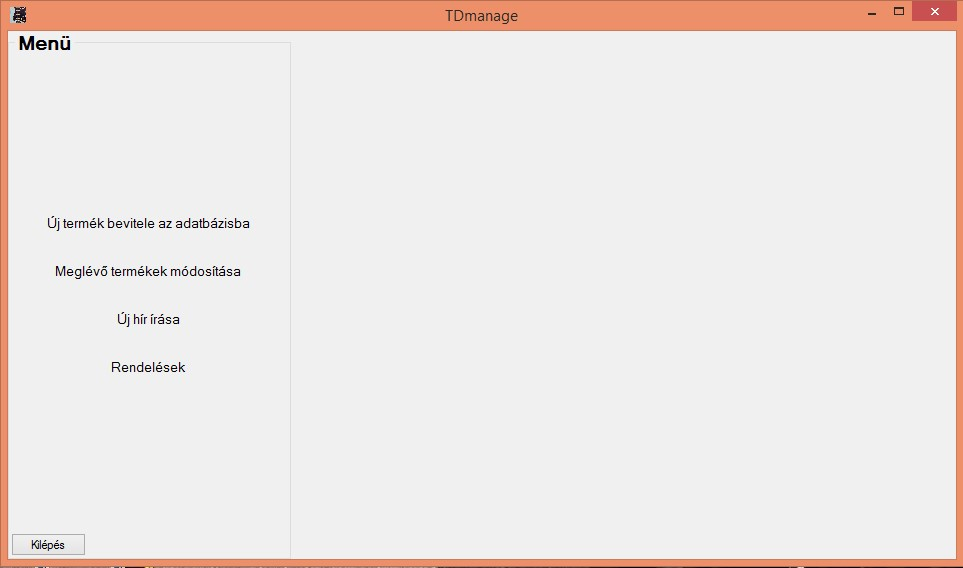 TDmanage
Menü
Új termék bevitele az adatbázisba
Meglévő termékek módosítása
Új hír írása
Rendelések
Kilépés